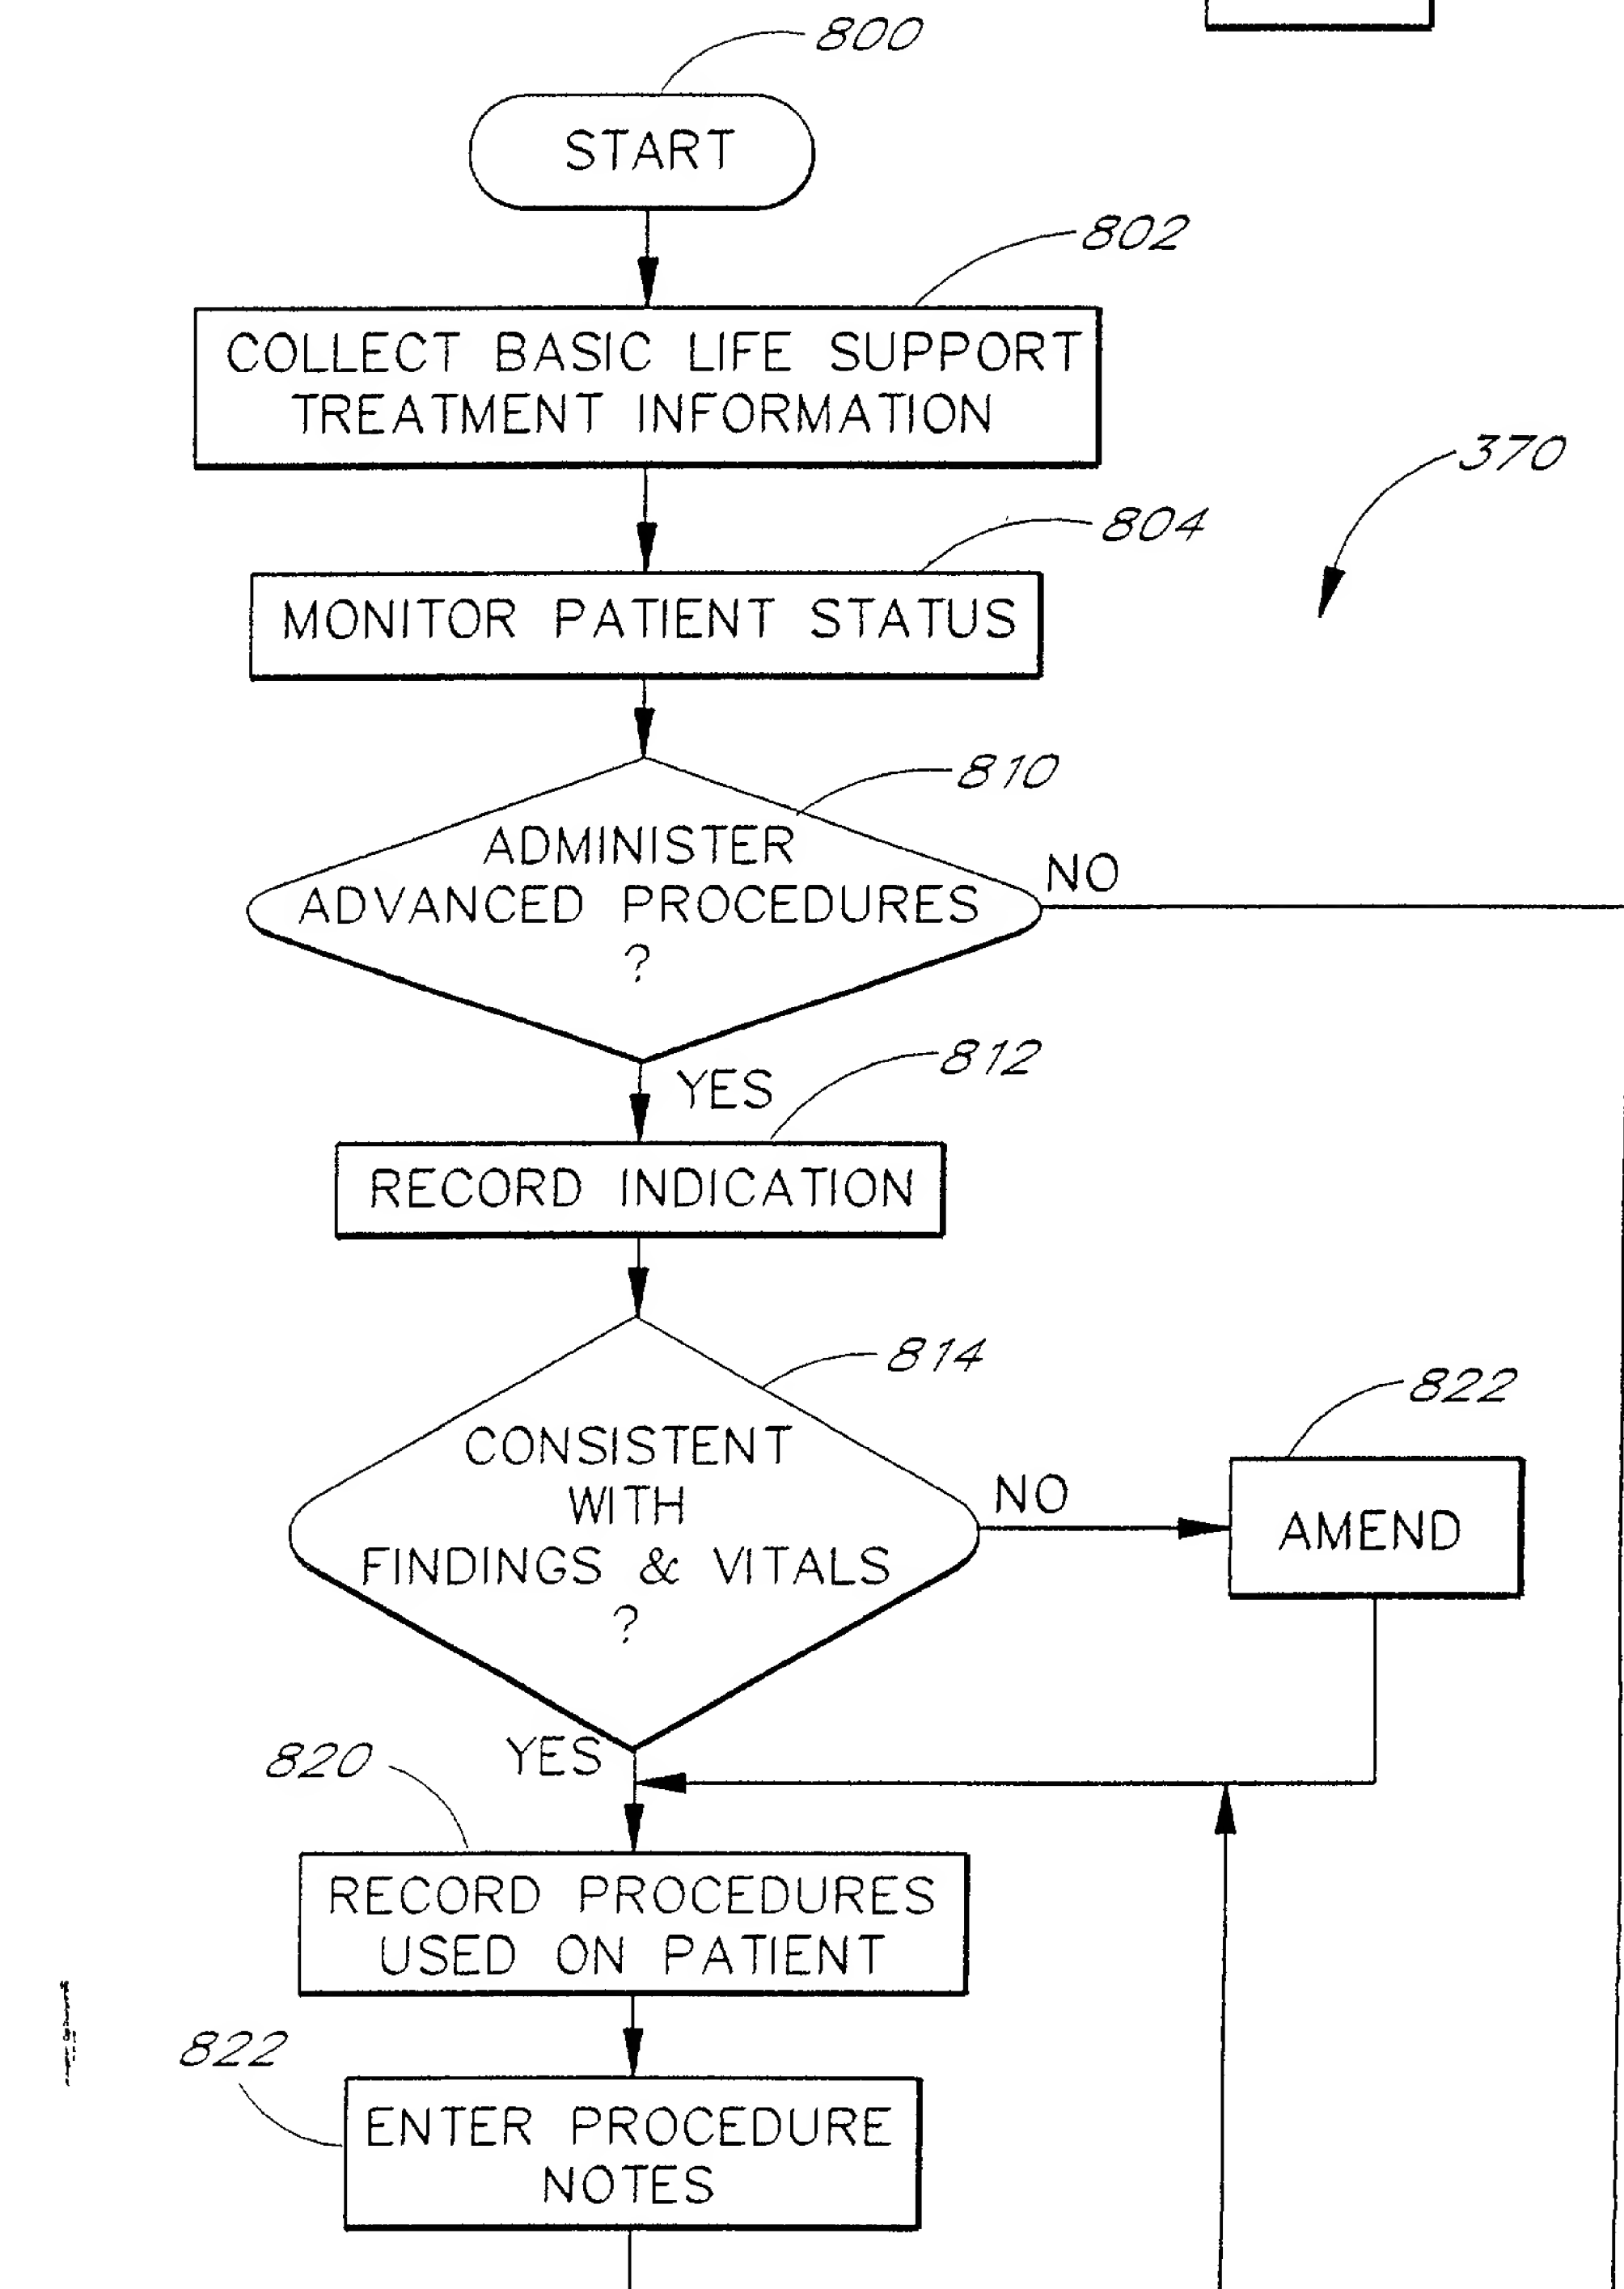 800
START
802
COLLECT BASIC LIFE SUPPORT
TREATMENT INFORMATION
370
804
MONITOR PATIENT STATUS
810
ADMINISTER
ADVANCED PROCEDURES
?
NO
YES
812
RECORD INDICATION
814
CONSISTENT
WITH
FINDINGS & VITALS
?
NO
822
AMEND
YES
820
RECORD PROCEDURES
USED ON PATIENT
822
ENTER PROCEDURE
NOTES